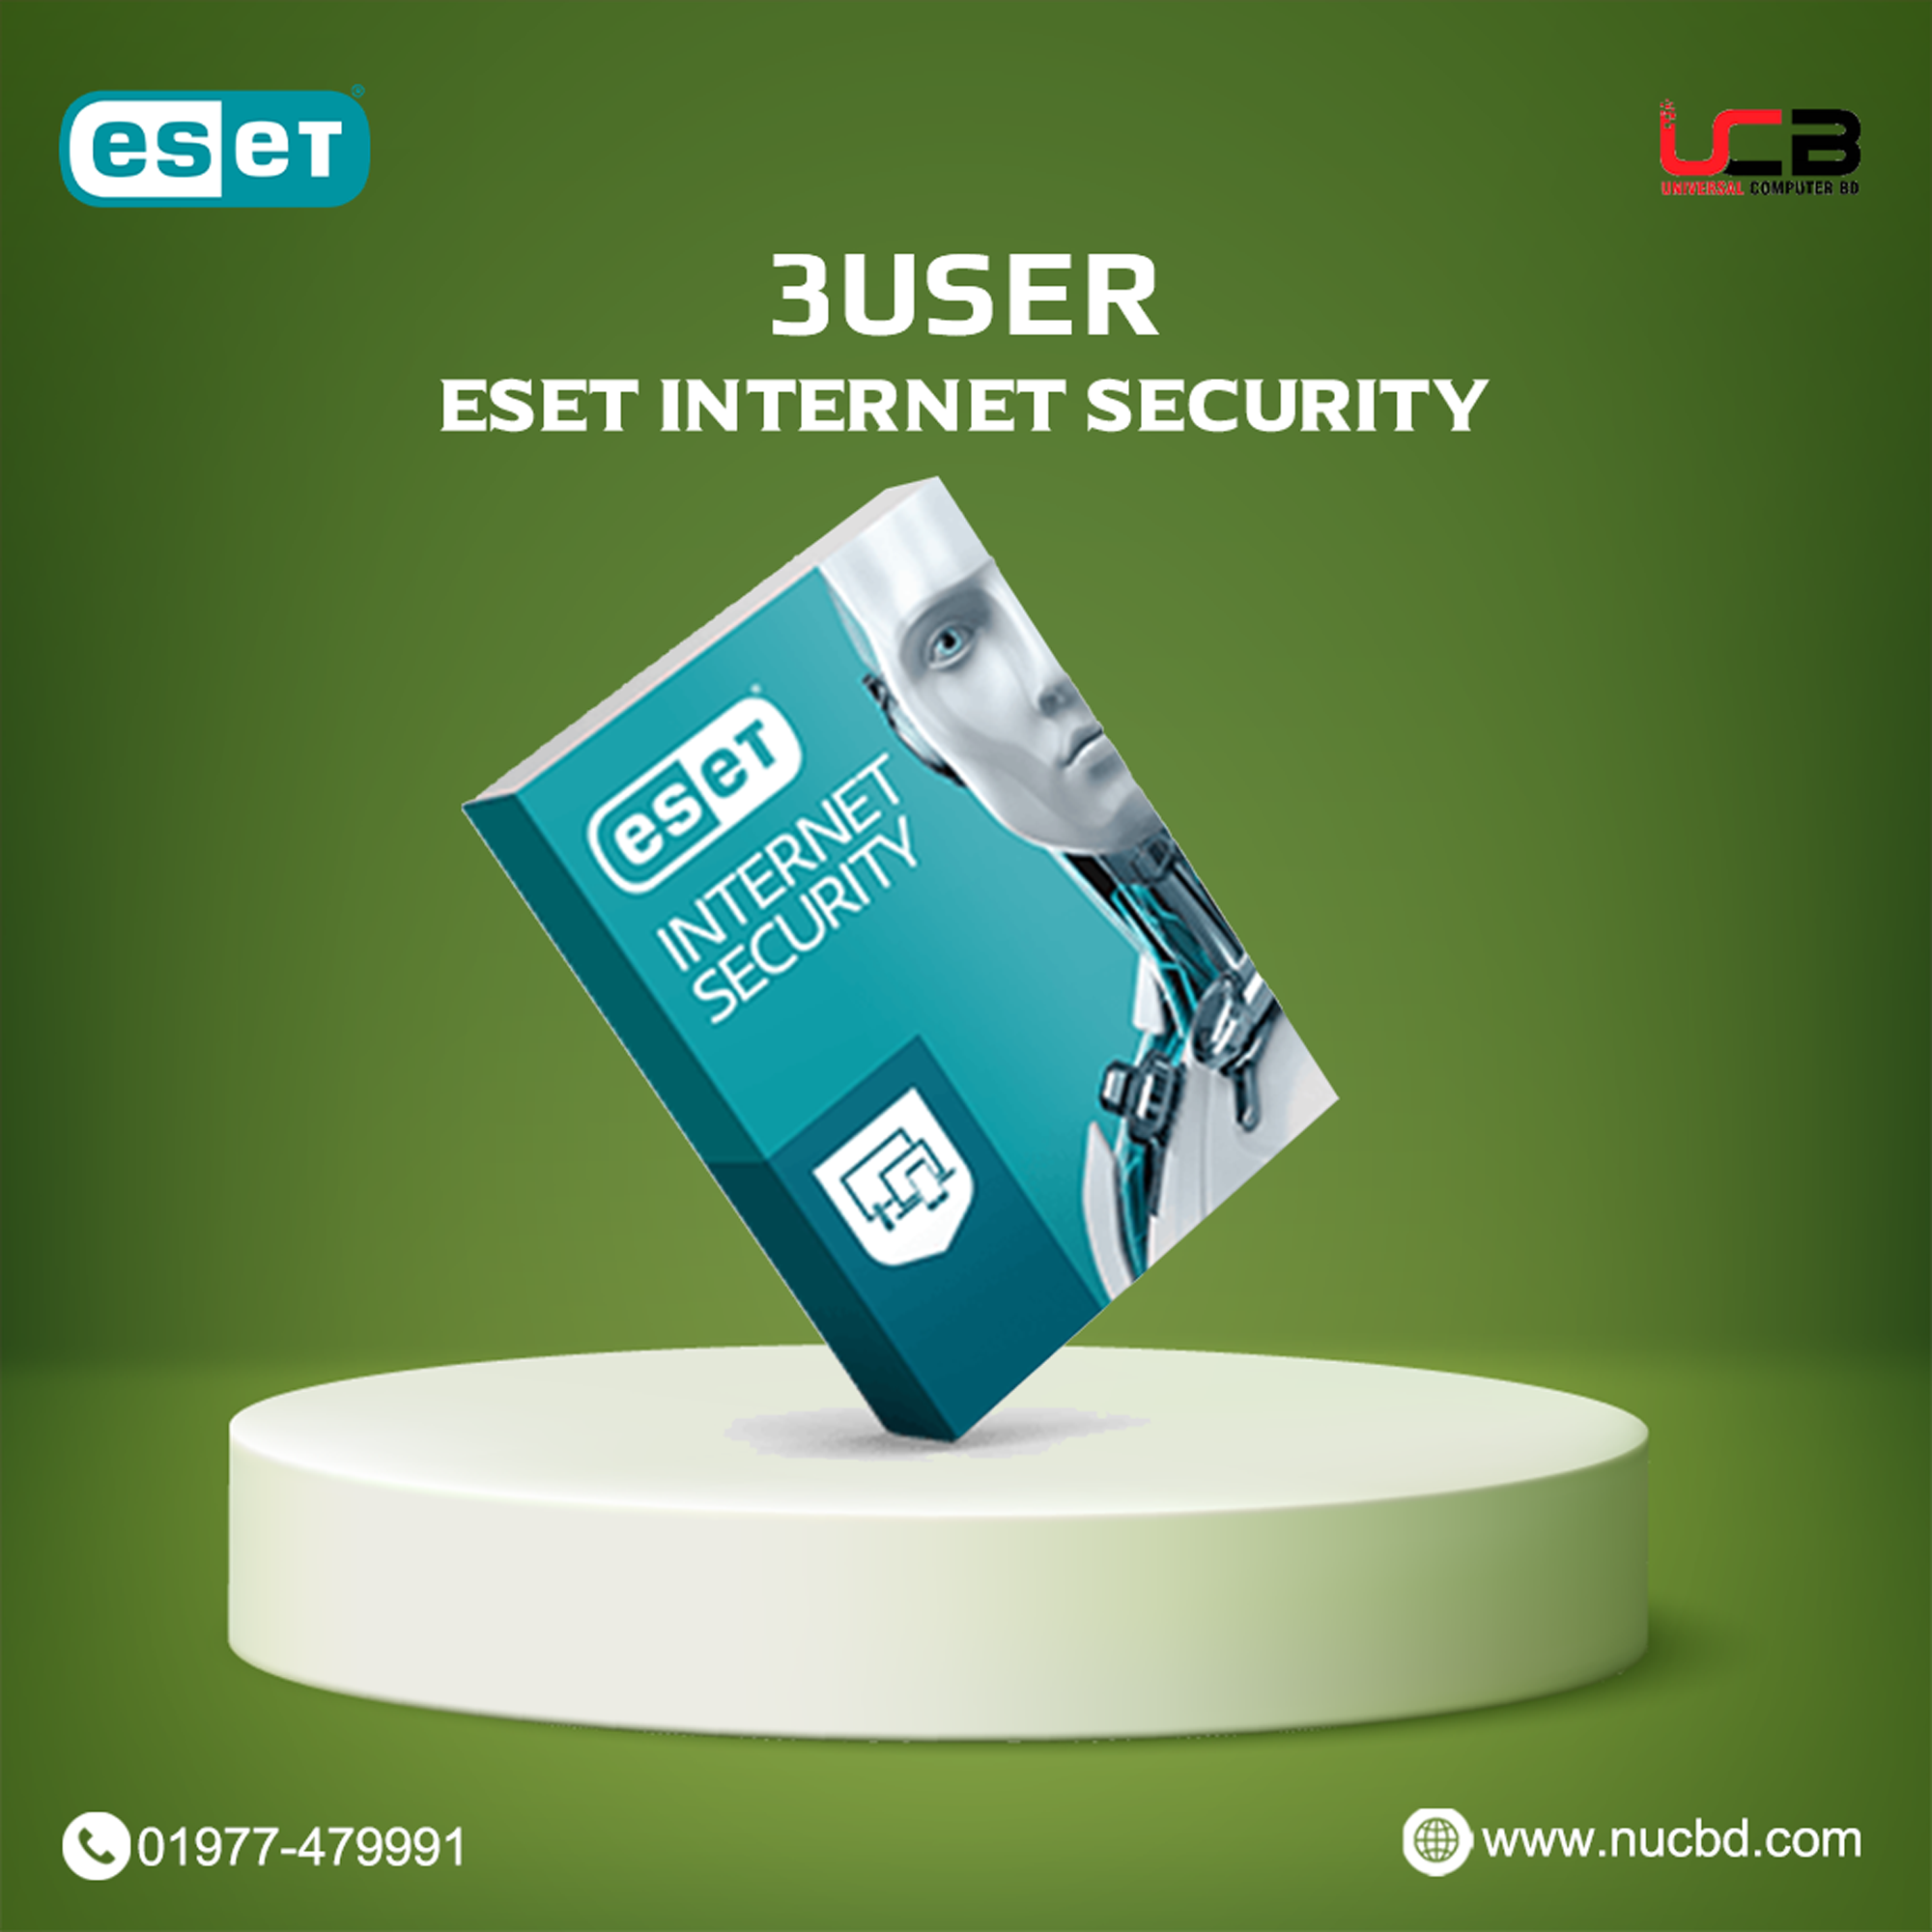 eset
UCB
UNIVERSAL COMPUTER BD
3USER
ESET INTERNET SECURITY
eset
INTERNET
SECURITY
01977-479991
www.nucbd.com